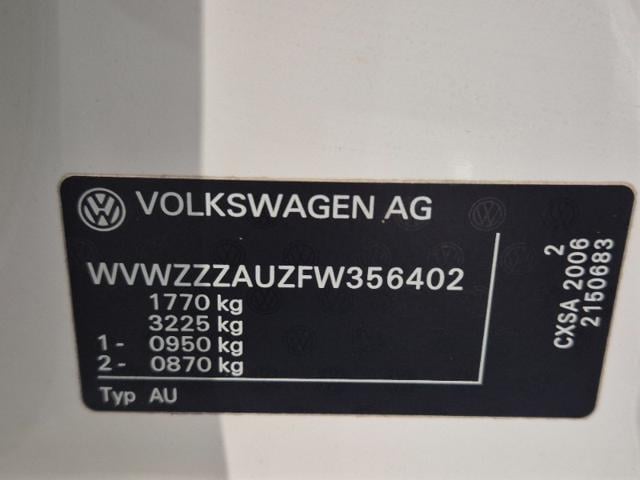 VOLKSWAGEN AG
WVWZZZAUZFW356402
1770 kg
3225 kg
1 - 0950 kg
2 - 0870 kg
Typ AU
2
CXSA 2006
2150683